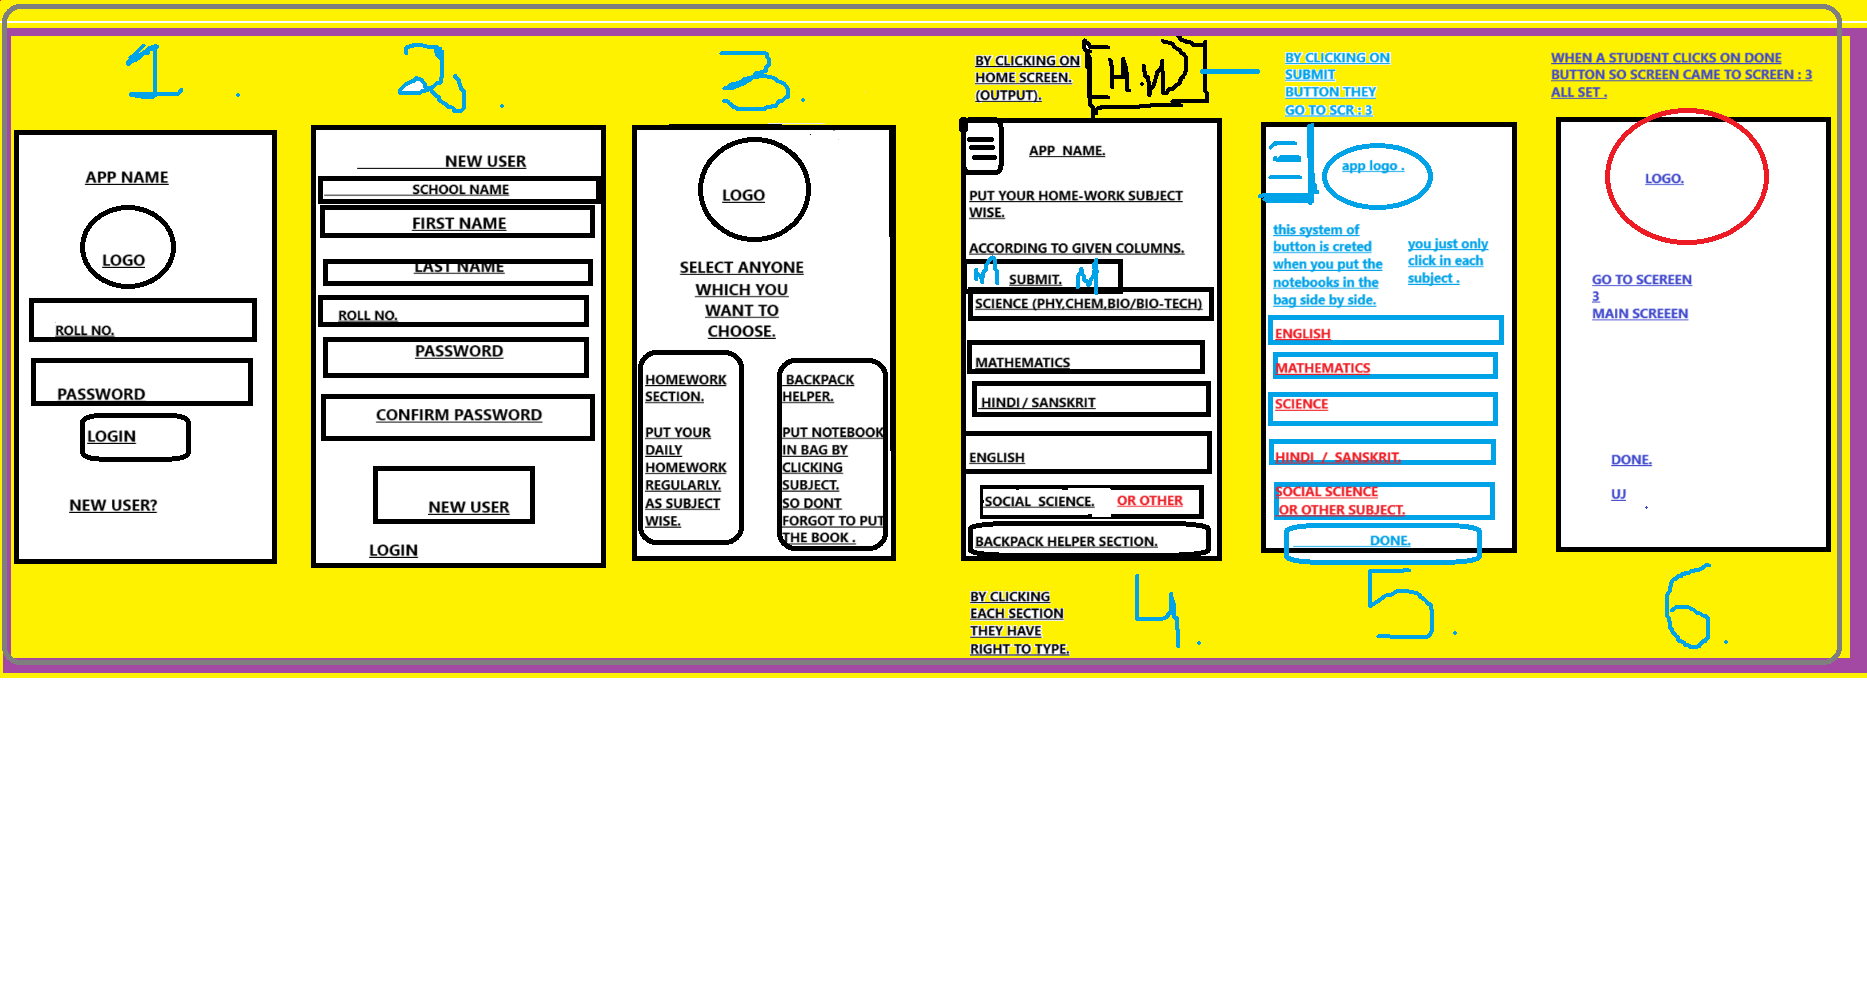 1.
APP NAME
LOGO
ROLL NO.
PASSWORD
LOGIN
NEW USER?
2.
NEW USER
SCHOOL NAME
FIRST NAME
LAST NAME
ROLL NO.
PASSWORD
CONFIRM PASSWORD
NEW USER
LOGIN
3.
LOGO
SELECT ANYONE
WHICH YOU
WANT TO
CHOOSE.
HOMEWORK
SECTION.
PUT YOUR
DAILY
HOMEWORK
REGULARLY.
AS SUBJECT
WISE.
BACKPACK
HELPER.
PUT NOTEBOOK
IN BAG BY
CLICKING
SUBJECT.
SO DONT
FORGOT TO PUT
THE BOOK .
BY CLICKING ON
HOME SCREEN.
(OUTPUT).
H.W
APP NAME.
PUT YOUR HOME-WORK SUBJECT
WISE.
ACCORDING TO GIVEN COLUMNS.
SUBMIT.
SCIENCE (PHY,CHEM,BIO/BIO-TECH)
MATHEMATICS
HINDI / SANSKRIT
ENGLISH
SOCIAL SCIENCE. OR OTHER
BACKPACK HELPER SECTION.
BY CLICKING
EACH SECTION
THEY HAVE
RIGHT TO TYPE.
4.
BY CLICKING ON
SUBMIT
BUTTON THEY
GO TO SCR : 3
app logo .
this system of
button is creted
when you put the
notebooks in the
bag side by side.
you just only
click in each
subject .
ENGLISH
MATHEMATICS
SCIENCE
HINDI / SANSKRIT.
SOCIAL SCIENCE
OR OTHER SUBJECT.
DONE.
5.
WHEN A STUDENT CLICKS ON DONE
BUTTON SO SCREEN CAME TO SCREEN : 3
ALL SET .
LOGO.
GO TO SCEREEN
3
MAIN SCREEEN
DONE.
UJ
6.